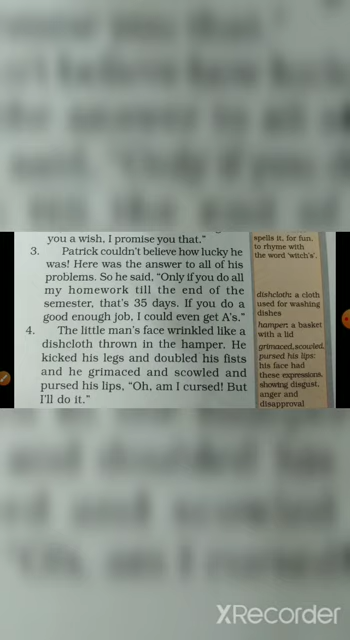 you a wish, I promise you that."
3. Patrick couldn't believe how lucky he
was! Here was the answer to all of his
problems. So he said, "Only if you do all
my homework till the end of the
semester, that's 35 days. If you do a
good enough job, I could even get A's."
4. The little man's face wrinkled like a
dishcloth thrown in the hamper. He
kicked his legs and doubled his fists
and he grimaced and scowled and
pursed his lips, "Oh, am I cursed! But
I'll do it."
spells it, for fun,
to rhyme with
the word 'witch's'.
dishcloth: a cloth
used for washing
dishes
hamper: a basket
with a lid
grimaced, scowled,
pursed his lips:
his face had
these expressions,
showing disgust,
anger and
disapproval
XRecorder